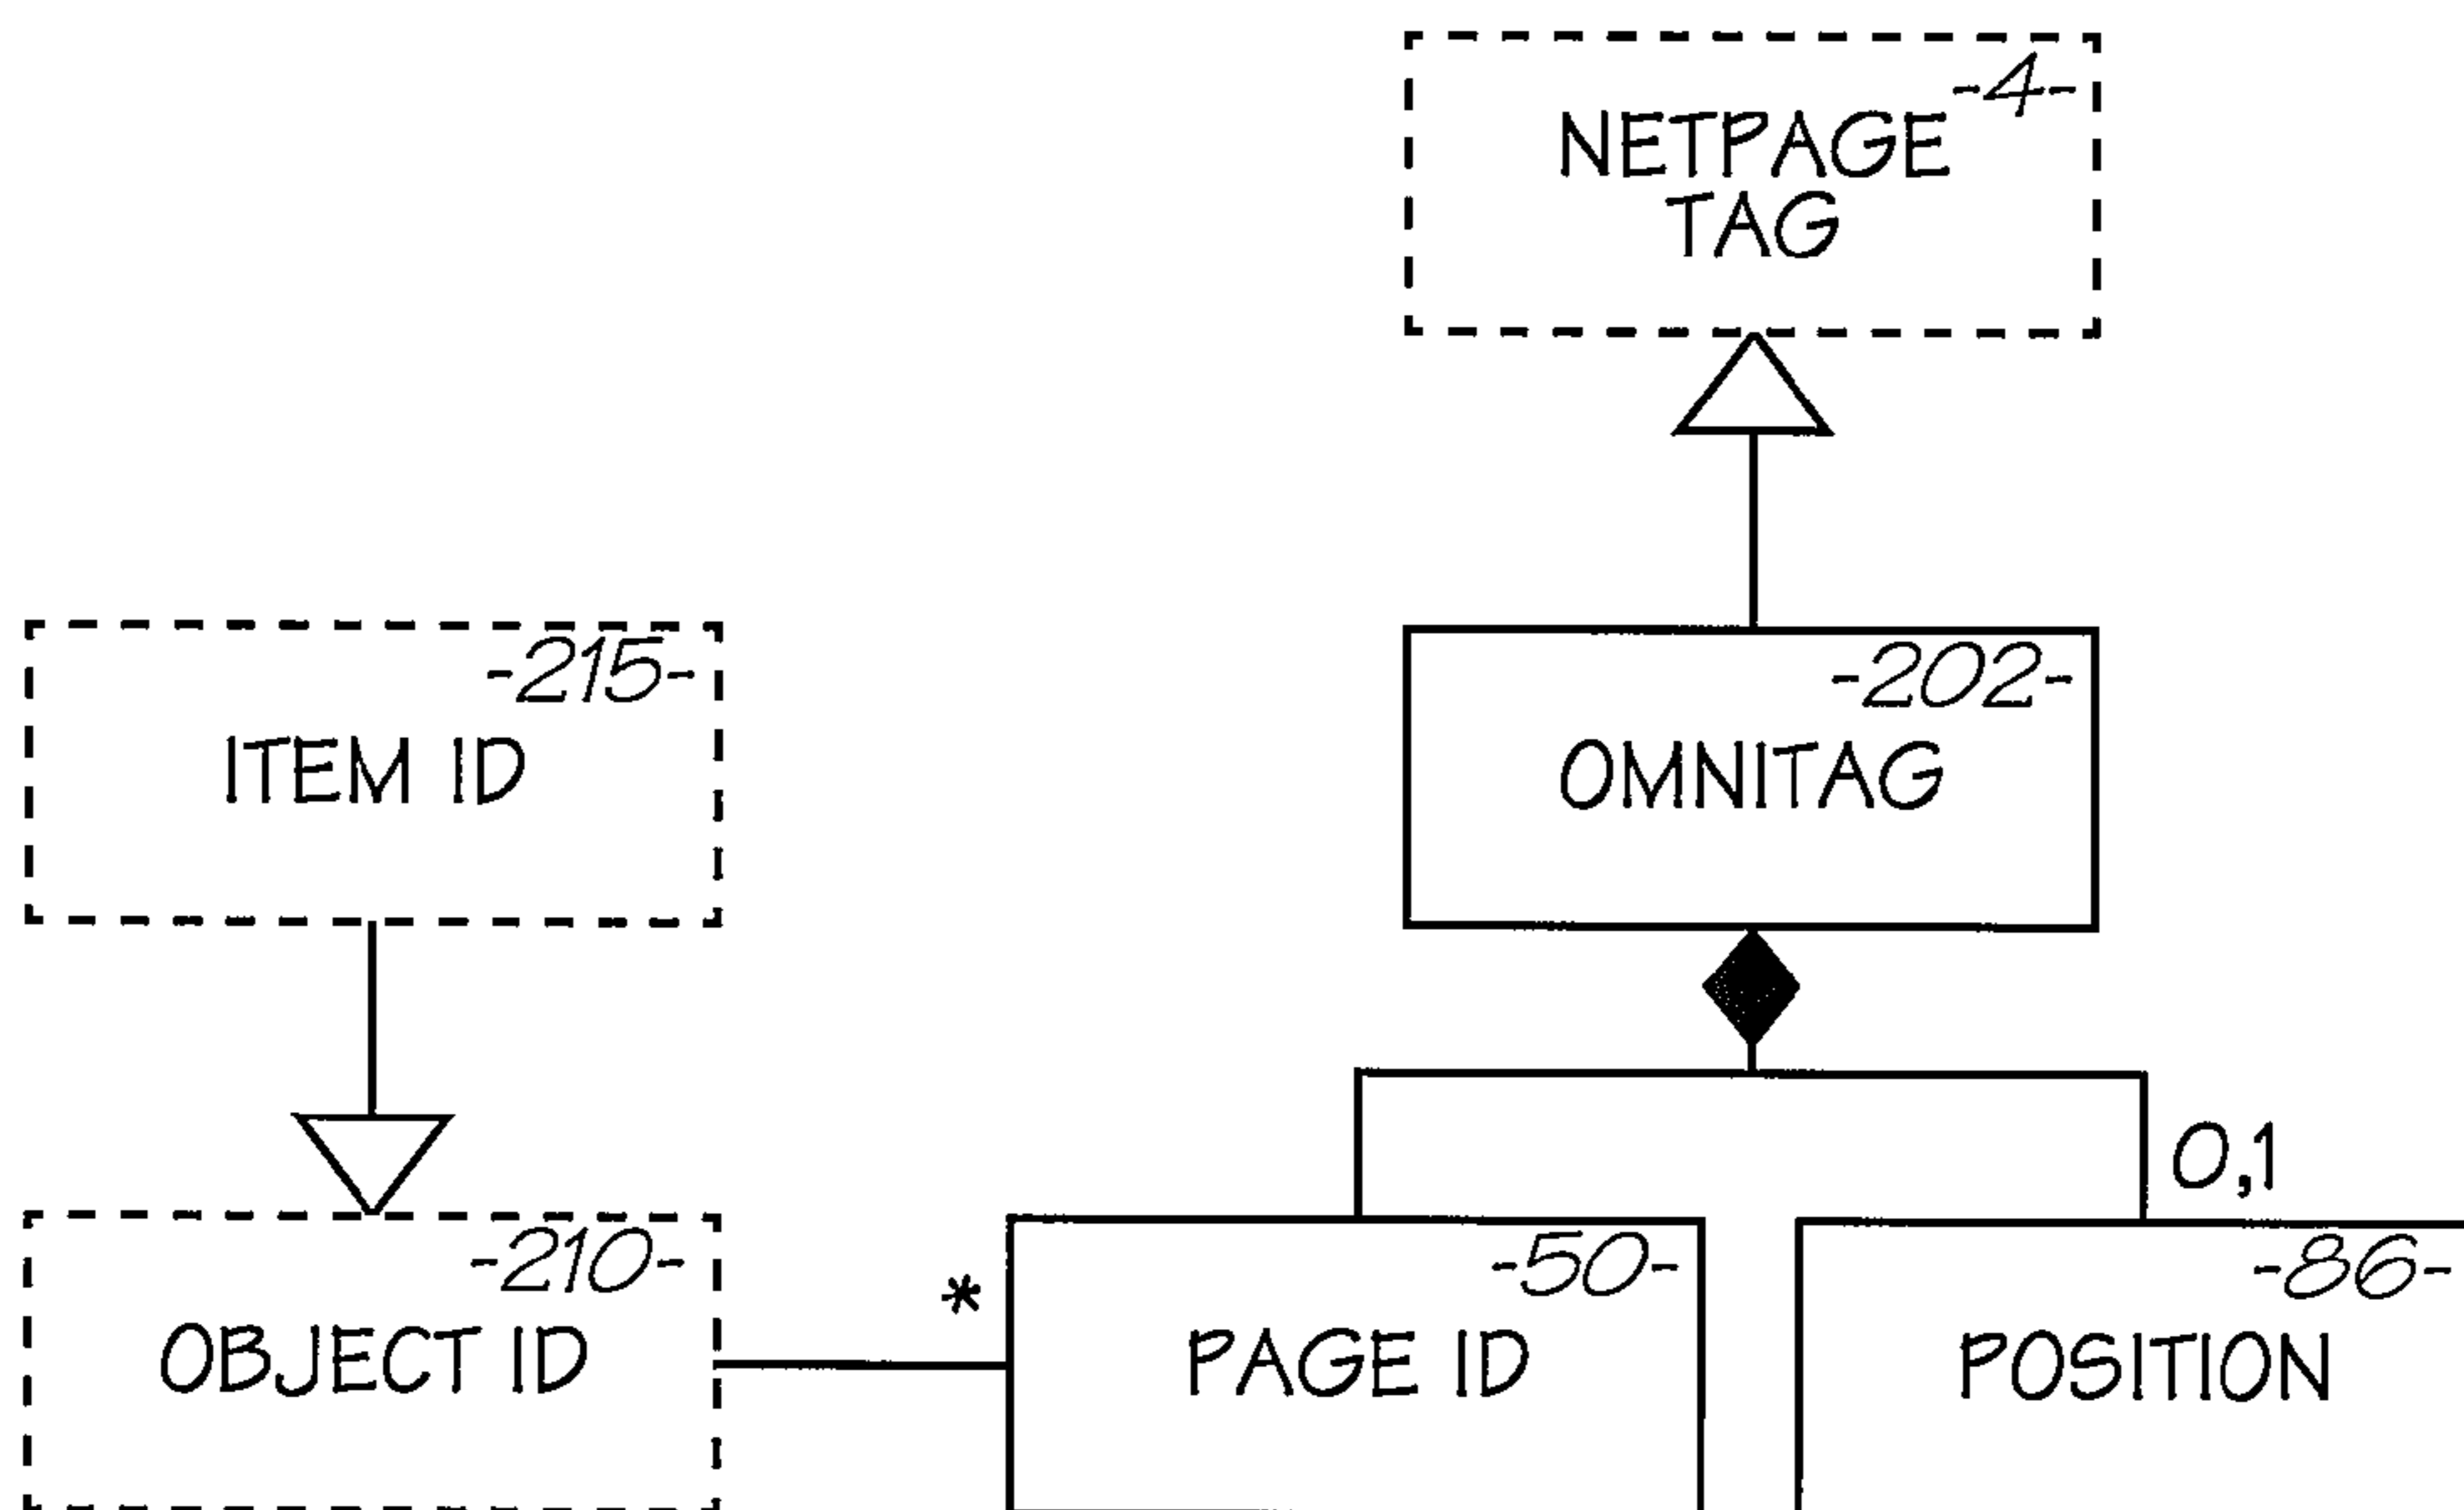 -4-
NETPAGE
TAG
-215-
ITEM ID
-202-
OMNITAG
0,1
-210-
OBJECT ID
*
-50-
PAGE ID
-86-
POSITION